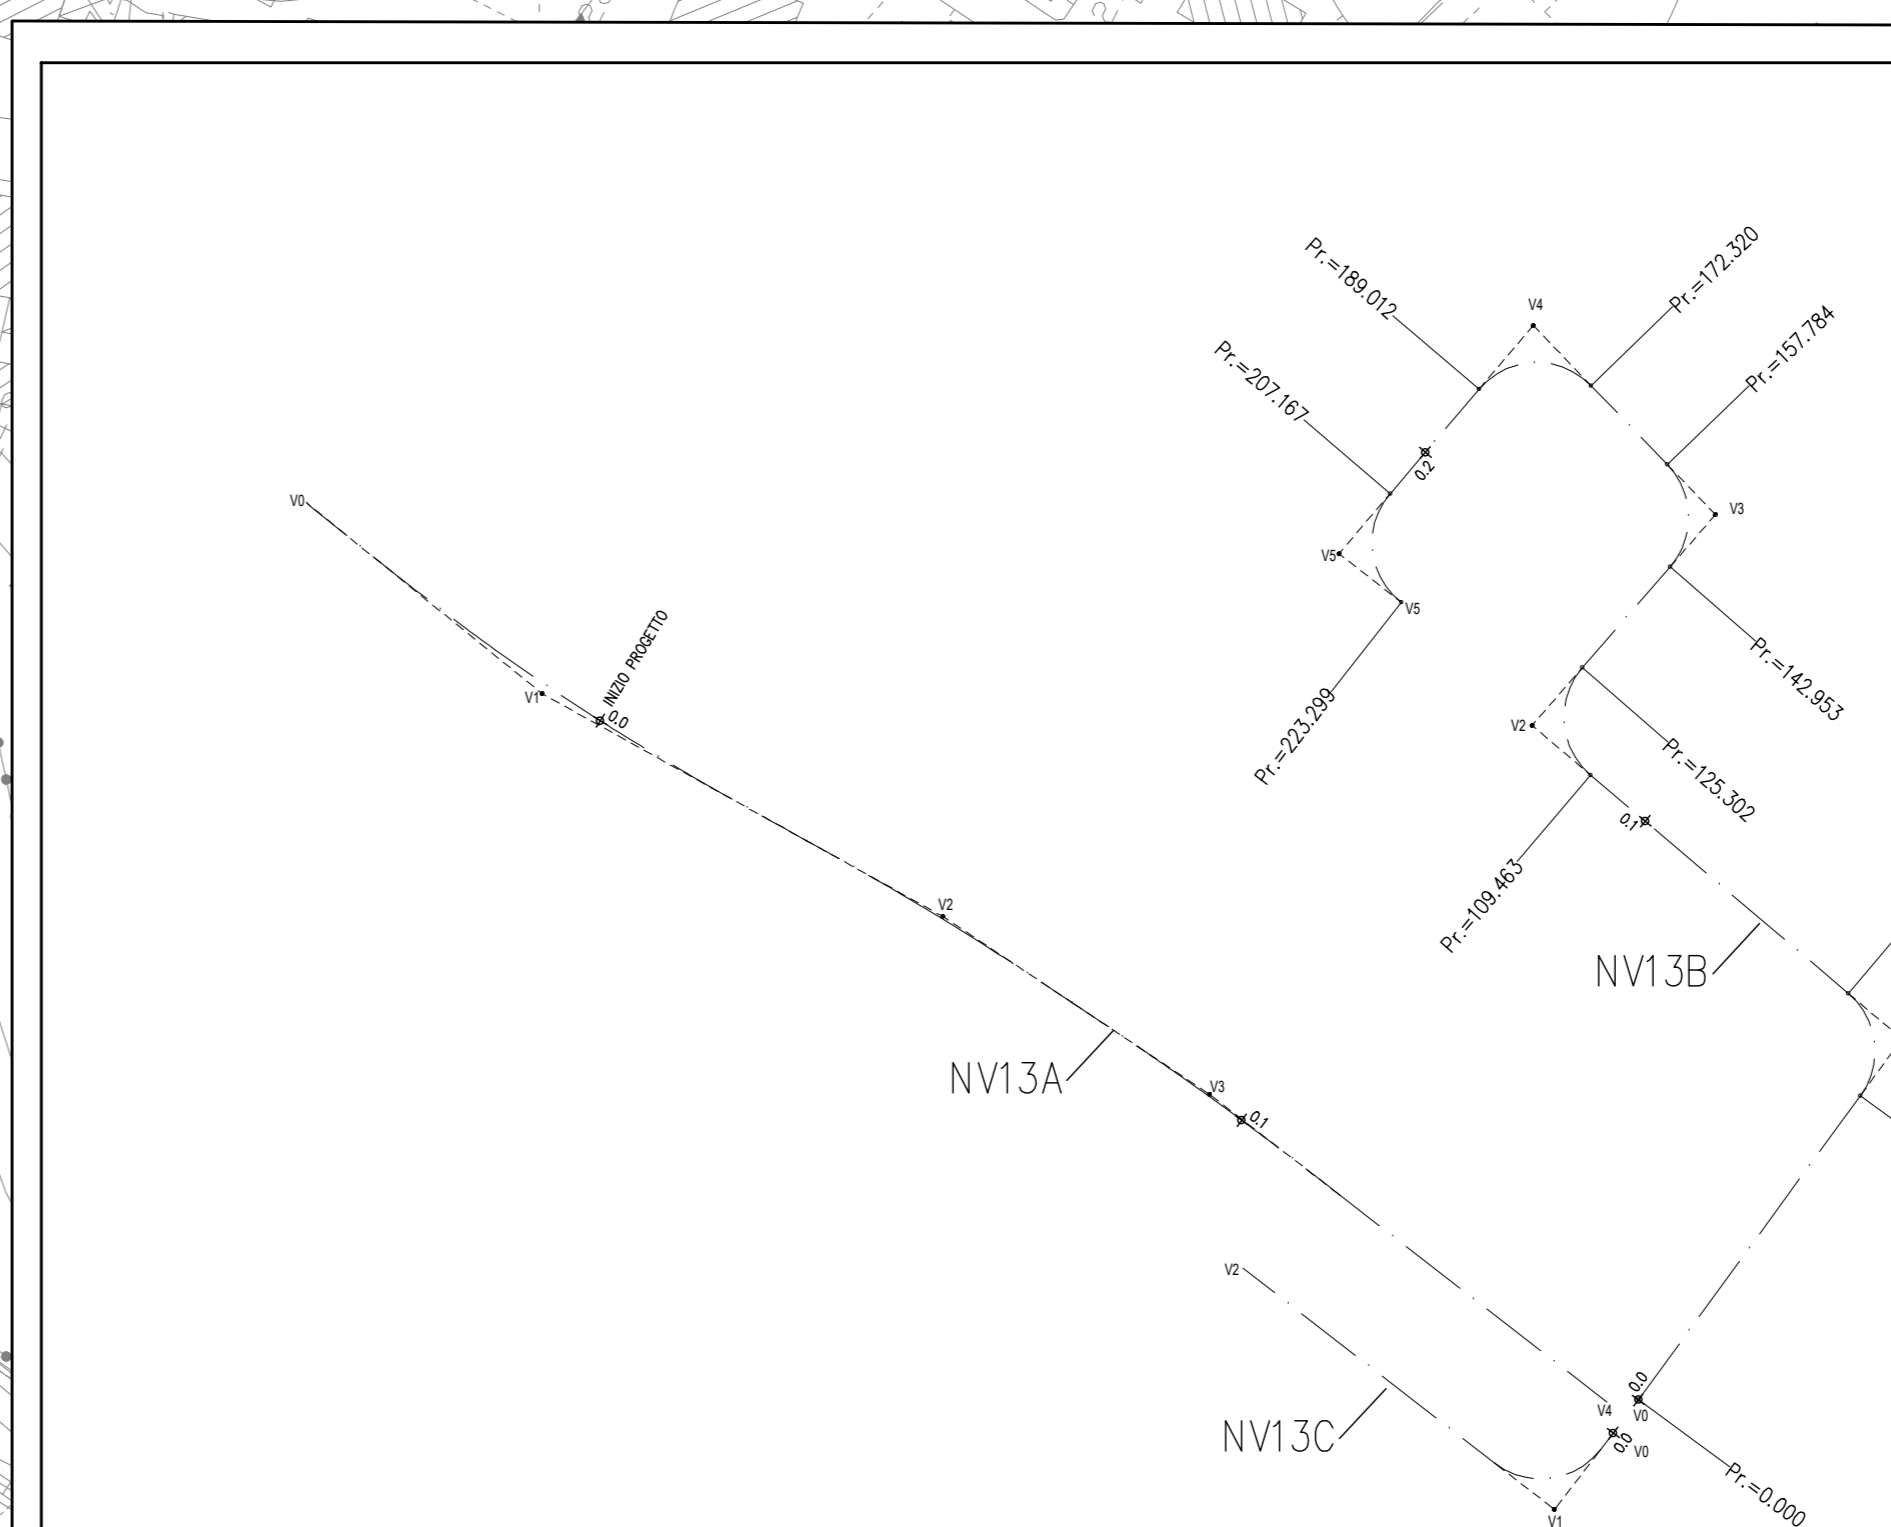 Pr.=172.320
Pr.=189.012
V4
Pr.=157.784
Pr.=207.167
0.2
V0
V3
V5
V5
INIZIO PROGETTO
V1
0.0
Pr.=142.953
V2
Pr.=223.299
Pr.=125.302
0.1
V2
Pr.=109.463
NV13B
NV13A
V3
0.1
V2
0.0
V4
V0
NV13C
0.0
V0
Pr.=0.000
V1